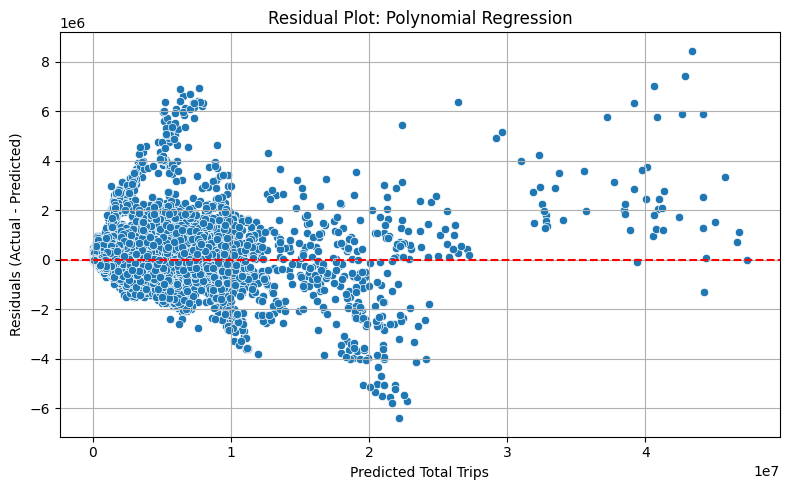 Residual Plot: Polynomial Regression
1e6
8
6
4
2
0
−2
−4
−6
Residuals (Actual - Predicted)
0
1
2
3
4
1e7
Predicted Total Trips